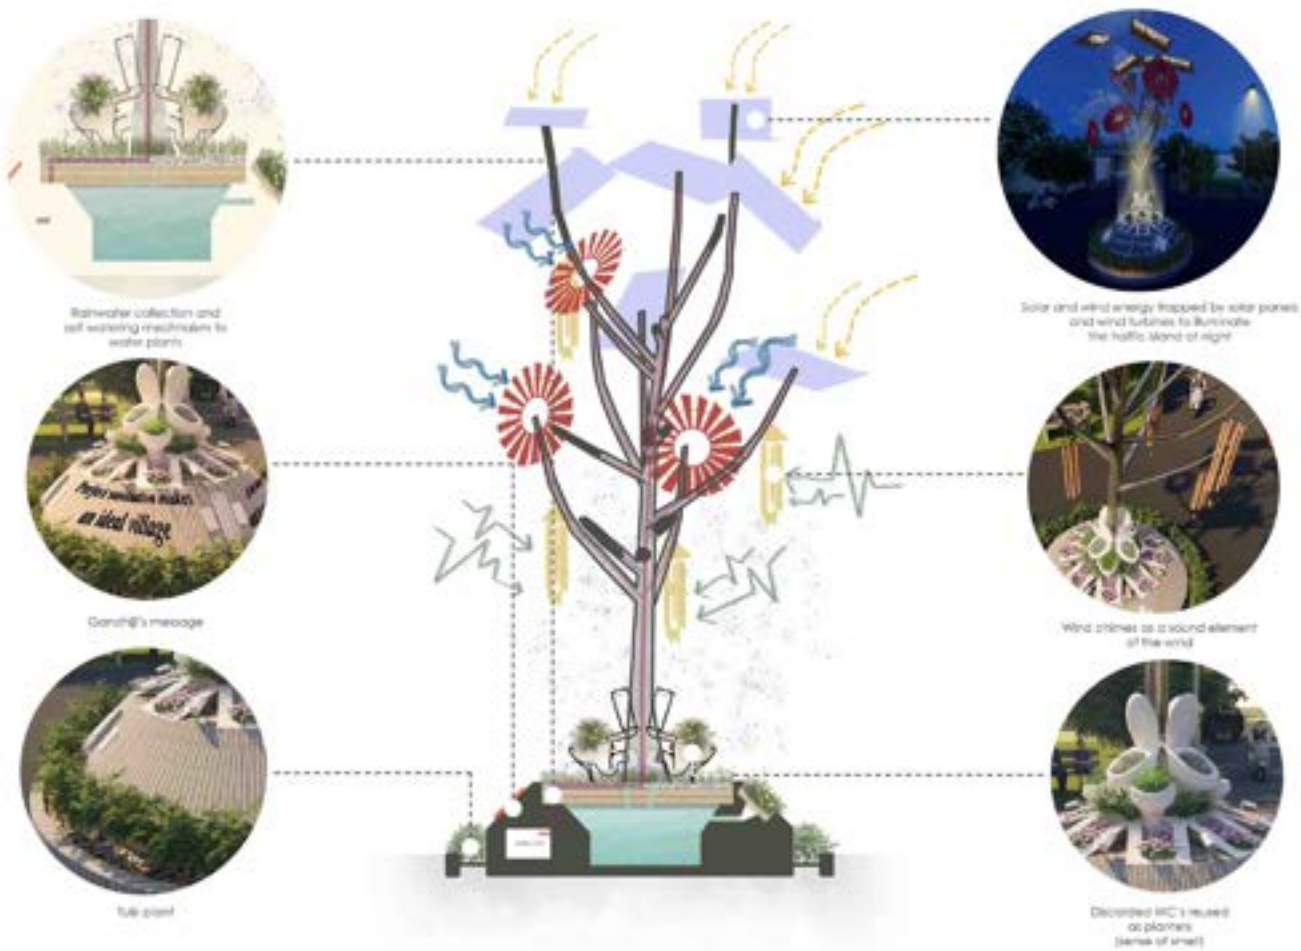 Rainwater collection and
self watering mechnaism to
water plants
Solar and wind energy trapped by solar panels
and wind turbines to illuminate
the traffic island at night
sanitation makes
an ideal village
Gandhiji's message
Wind chimes as a sound element
of the wind
Tulsi plant
Discarded WC's reused
as planters
(sense of smell)